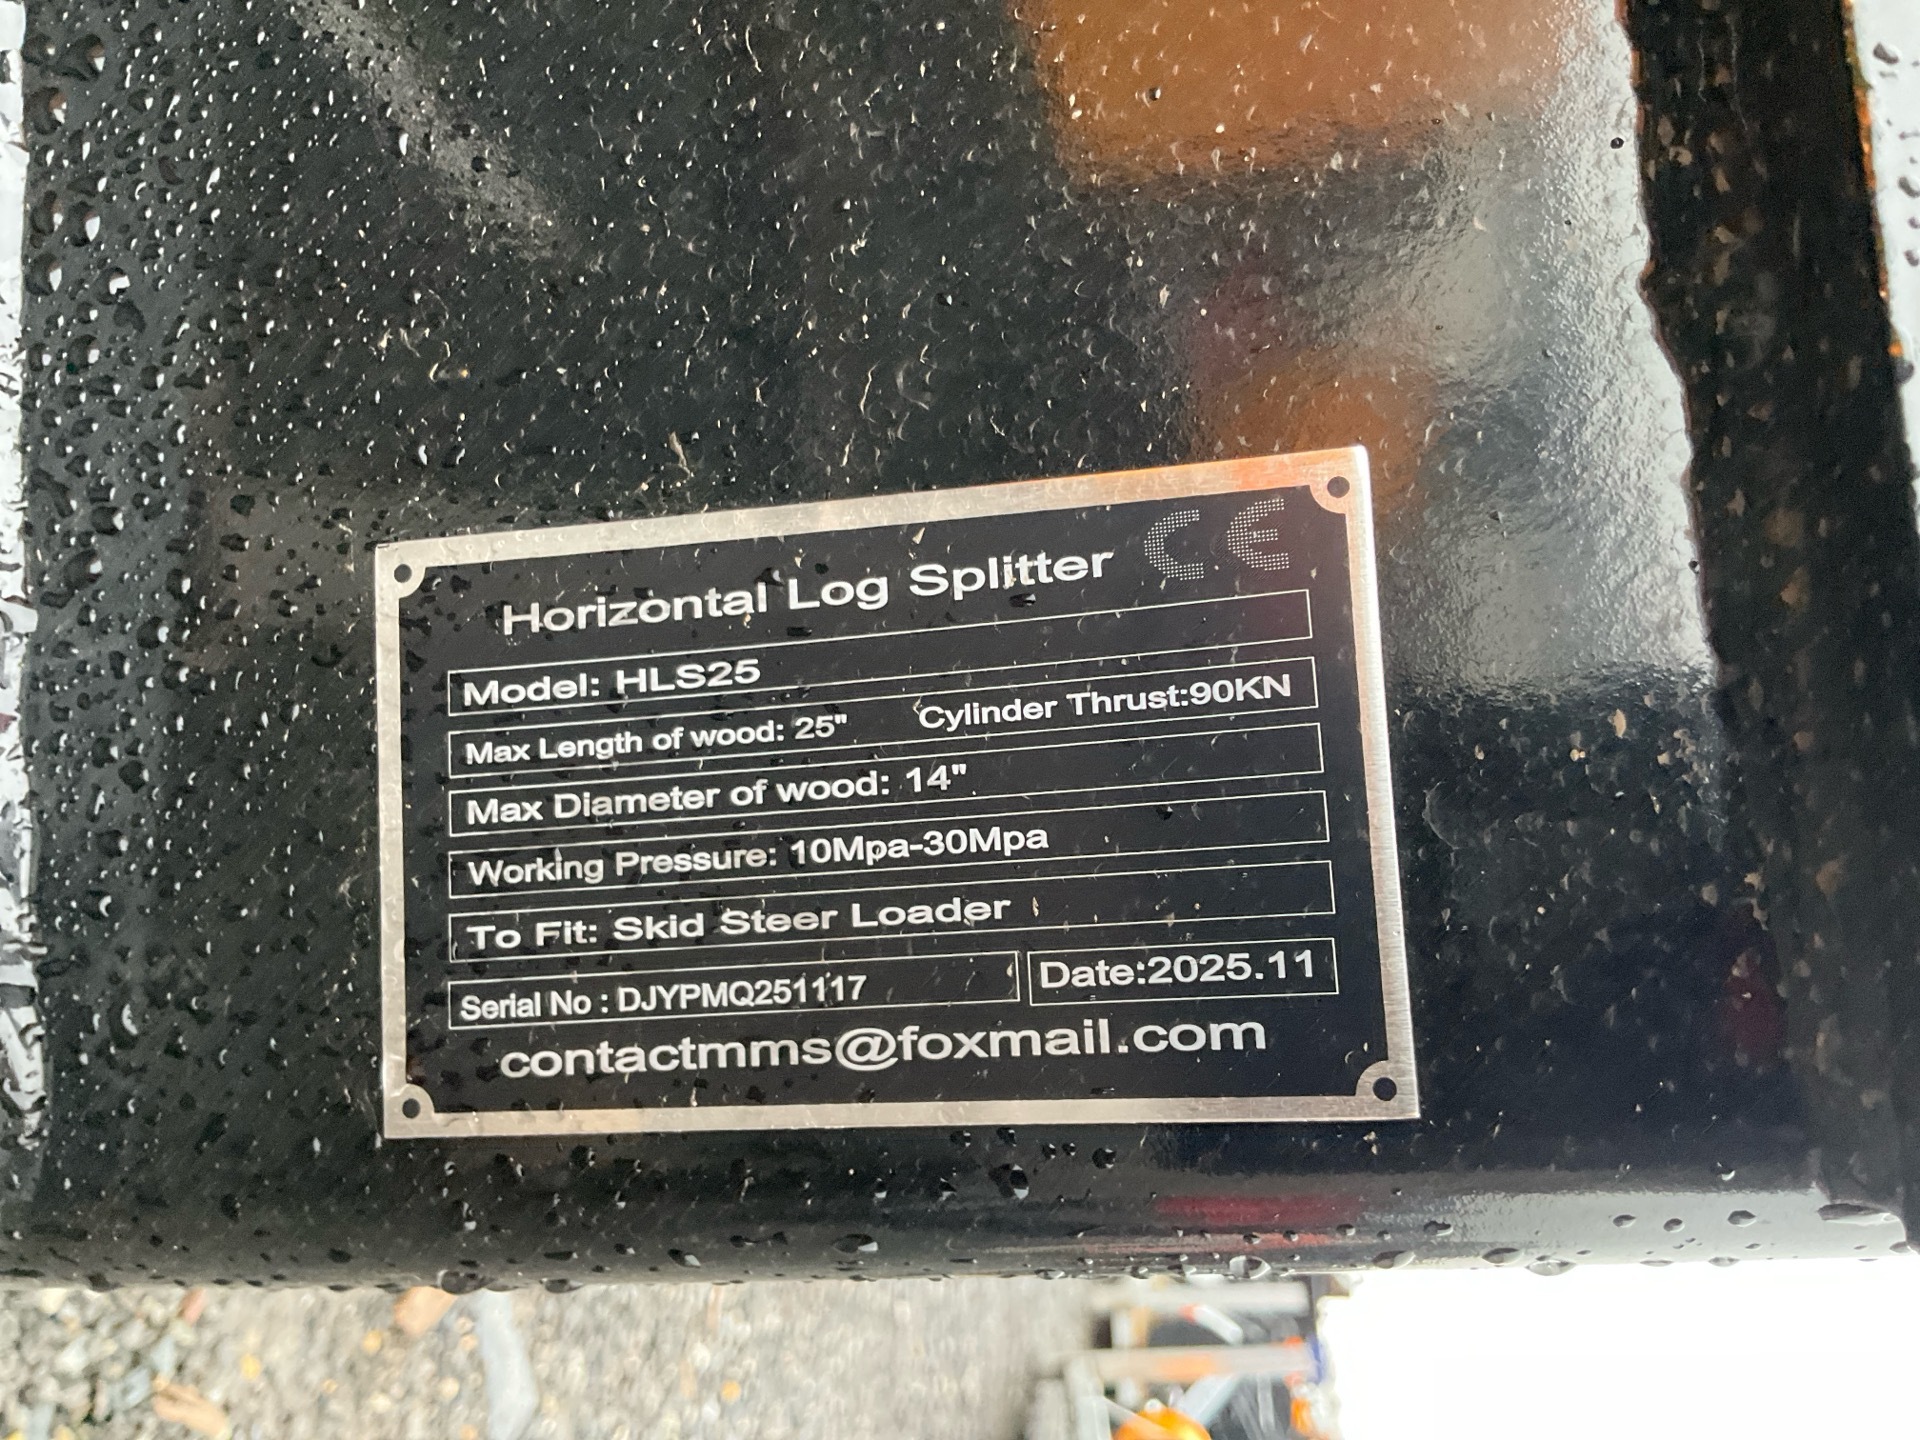 Horizontal Log Splitter CE
Model: HLS25
Max Length of wood: 25" Cylinder Thrust:90KN
Max Diameter of wood: 14"
Working Pressure: 10Mpa-30Mpa
To Fit: Skid Steer Loader
Serial No : DJYPMQ251117 Date:2025.11
contactmms@foxmail.com